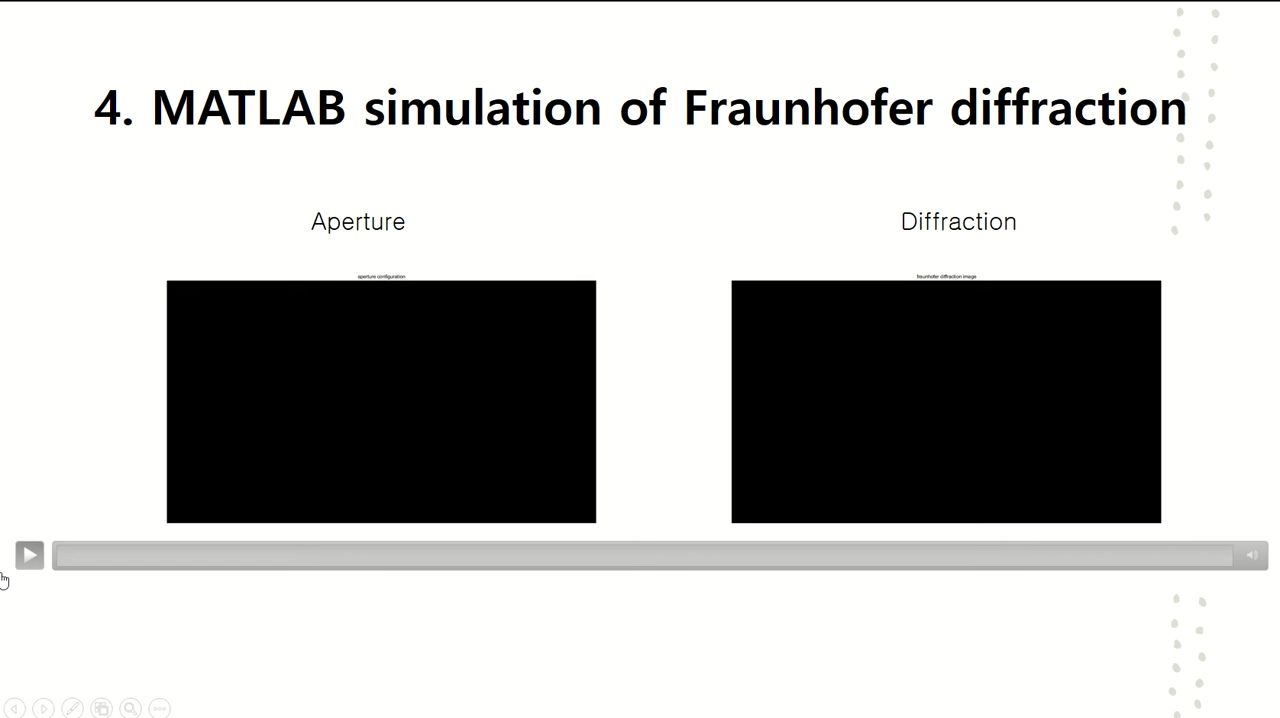 4. MATLAB simulation of Fraunhofer diffraction
Aperture
Diffraction
aperture configuration
fraunhofer diffraction image